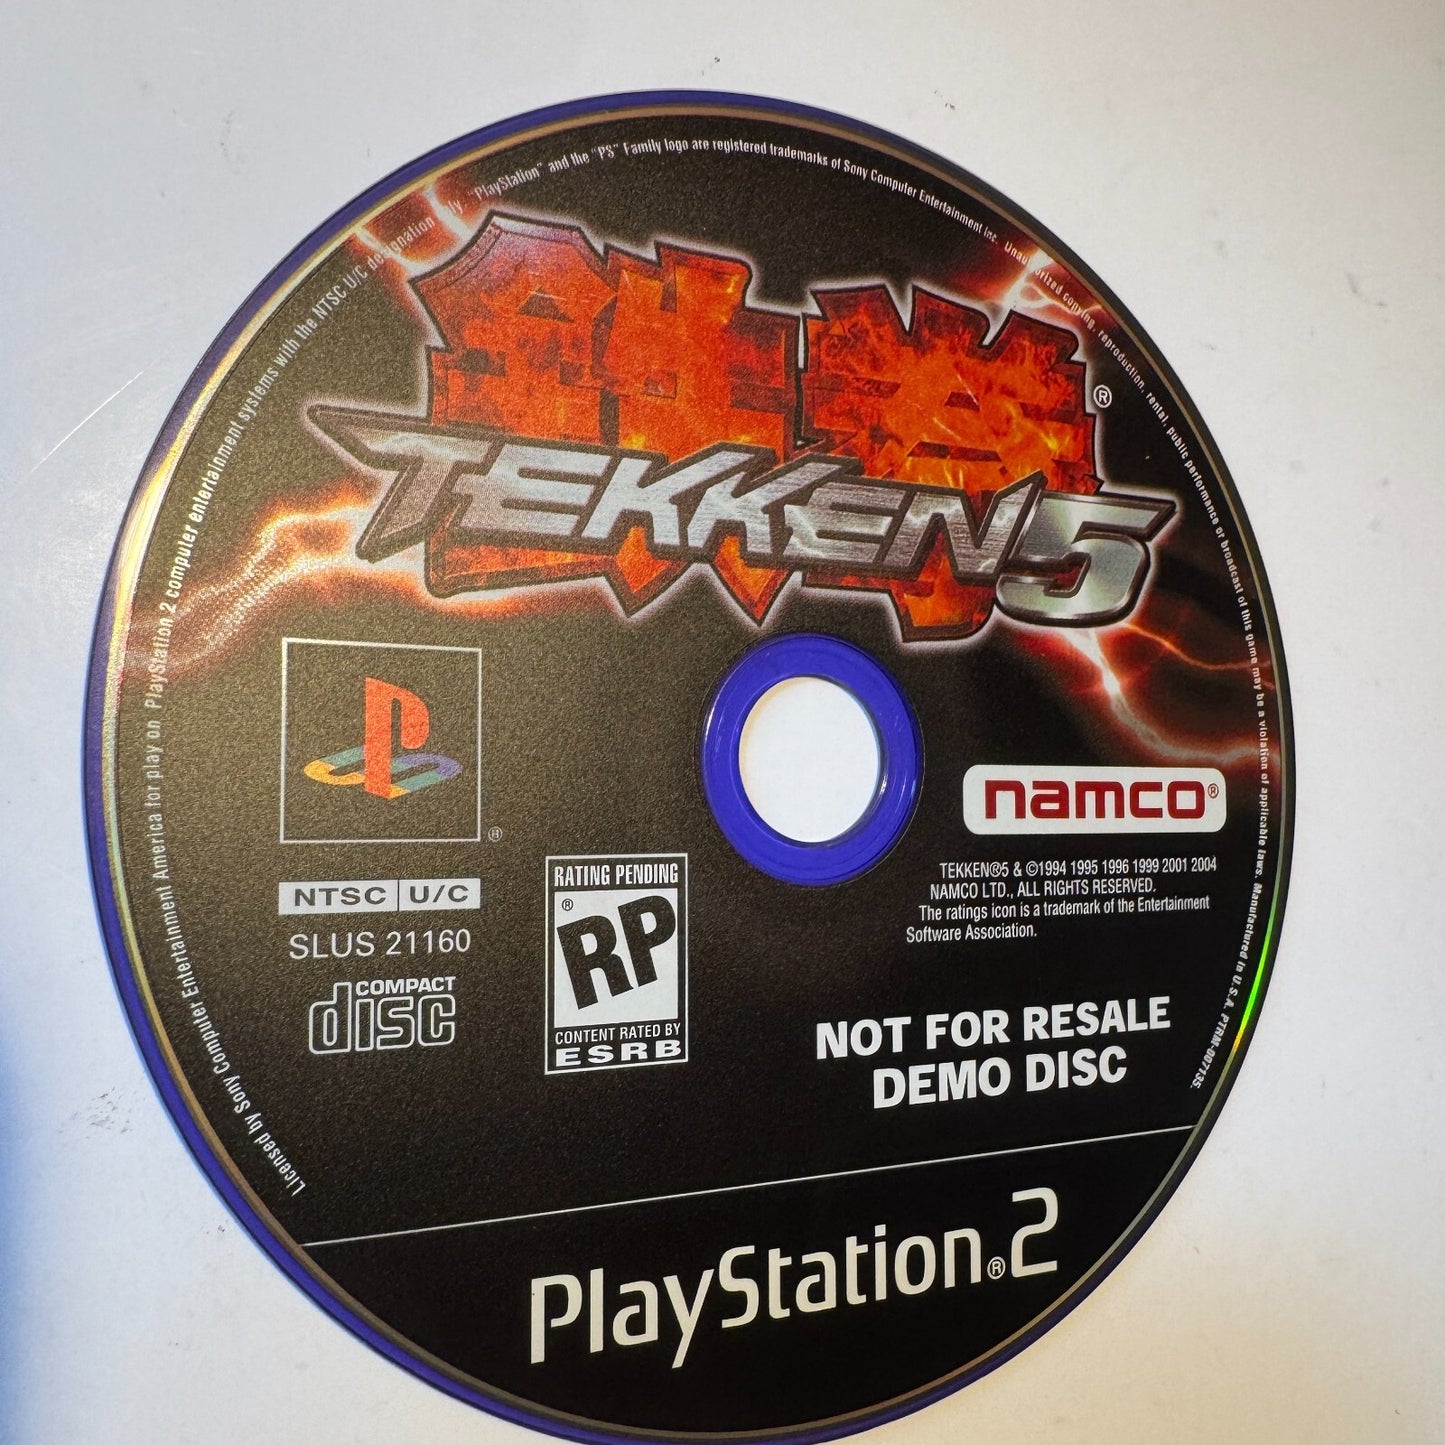 Licensed by Sony Computer Entertainment America for play on PlayStation 2 computer entertainment systems with the NTSC U/C designation only. "PlayStation" and the "PS" Family logo are registered trademarks of Sony Computer Entertainment Inc. Unauthorized copying, reproduction, rental, public performance or broadcast of this game may be a violation of applicable laws. Manufactured in U.S.A. PTRM-007135.
鉄拳®
TEKKEN 5
®
namco®
NTSC U/C
SLUS 21160
COMPACT
disc
RATING PENDING
®
RP
CONTENT RATED BY
ESRB
TEKKEN®5 & ©1994 1995 1996 1999 2001 2004
NAMCO LTD., ALL RIGHTS RESERVED.
The ratings icon is a trademark of the Entertainment
Software Association.
NOT FOR RESALE
DEMO DISC
PlayStation®2